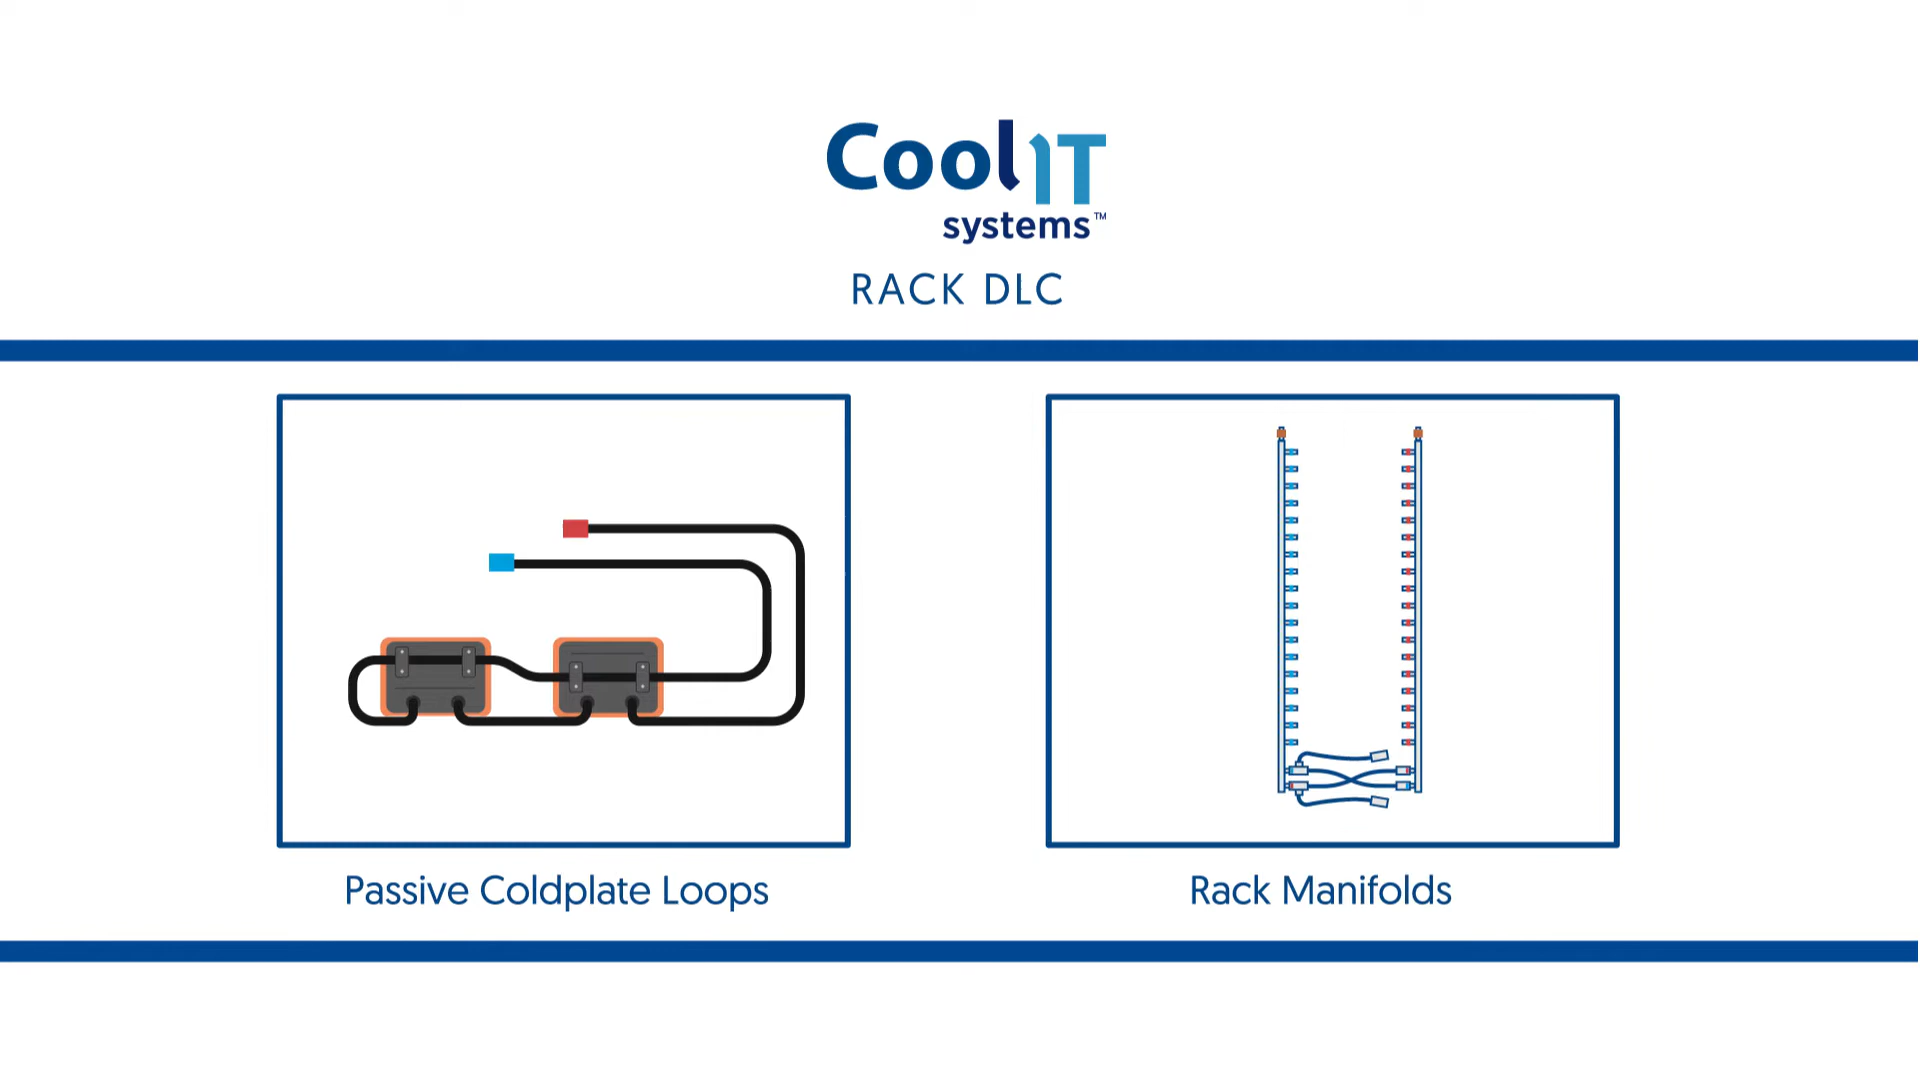 CoolIT
systems™
RACK DLC
Passive Coldplate Loops
Rack Manifolds